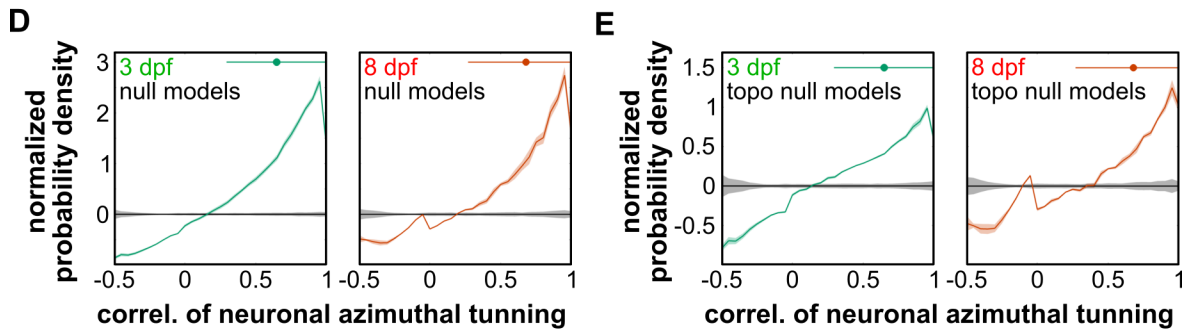 D
normalized
probability density
3
2
1
0
3 dpf
null models
-0.5 0 0.5 1
8 dpf
null models
-0.5 0 0.5 1
correl. of neuronal azimuthal tunning
E
normalized
probability density
1.5
1
0.5
0
-0.5
3 dpf
topo null models
-0.5 0 0.5 1
8 dpf
topo null models
-0.5 0 0.5 1
correl. of neuronal azimuthal tunning